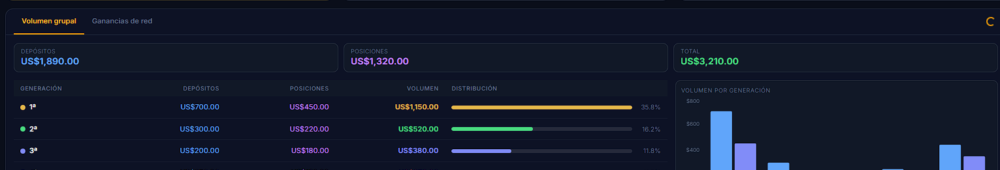 Volumen grupal Ganancias de red
DEPÓSITOS POSICIONES TOTAL
US$1,890.00 US$1,320.00 US$3,210.00
GENERACIÓN DEPÓSITOS POSICIONES VOLUMEN DISTRIBUCIÓN
1ª US$700.00 US$450.00 US$1,150.00 35.8%
2ª US$300.00 US$220.00 US$520.00 16.2%
3ª US$200.00 US$180.00 US$380.00 11.8%
VOLUMEN POR GENERACIÓN
$800
$600
$400